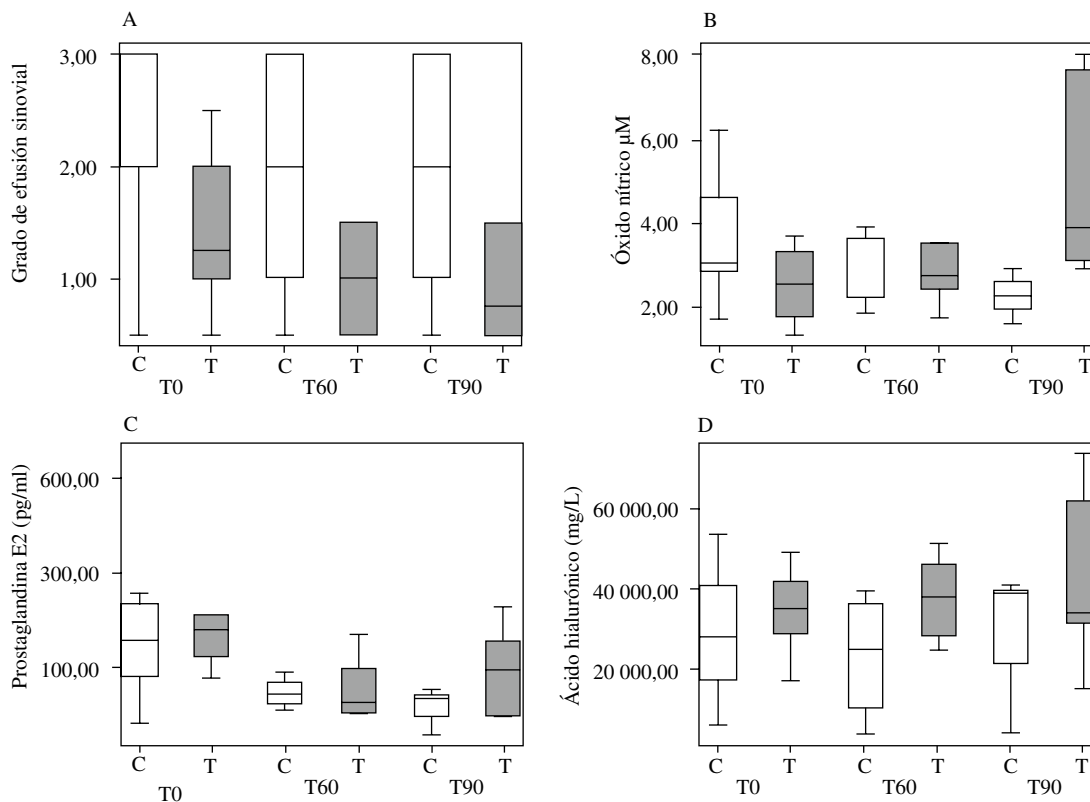 A
Grado de efusión sinovial
3,00
2,00
1,00
C T C T C T
T0 T60 T90
B
Óxido nítrico µM
8,00
6,00
4,00
2,00
C T C T C T
T0 T60 T90
C
Prostaglandina E2 (pg/ml)
600,00
300,00
100,00
C T C T C T
T0 T60 T90
D
Ácido hialurónico (mg/L)
60 000,00
40 000,00
20 000,00
C T C T C T
T0 T60 T90